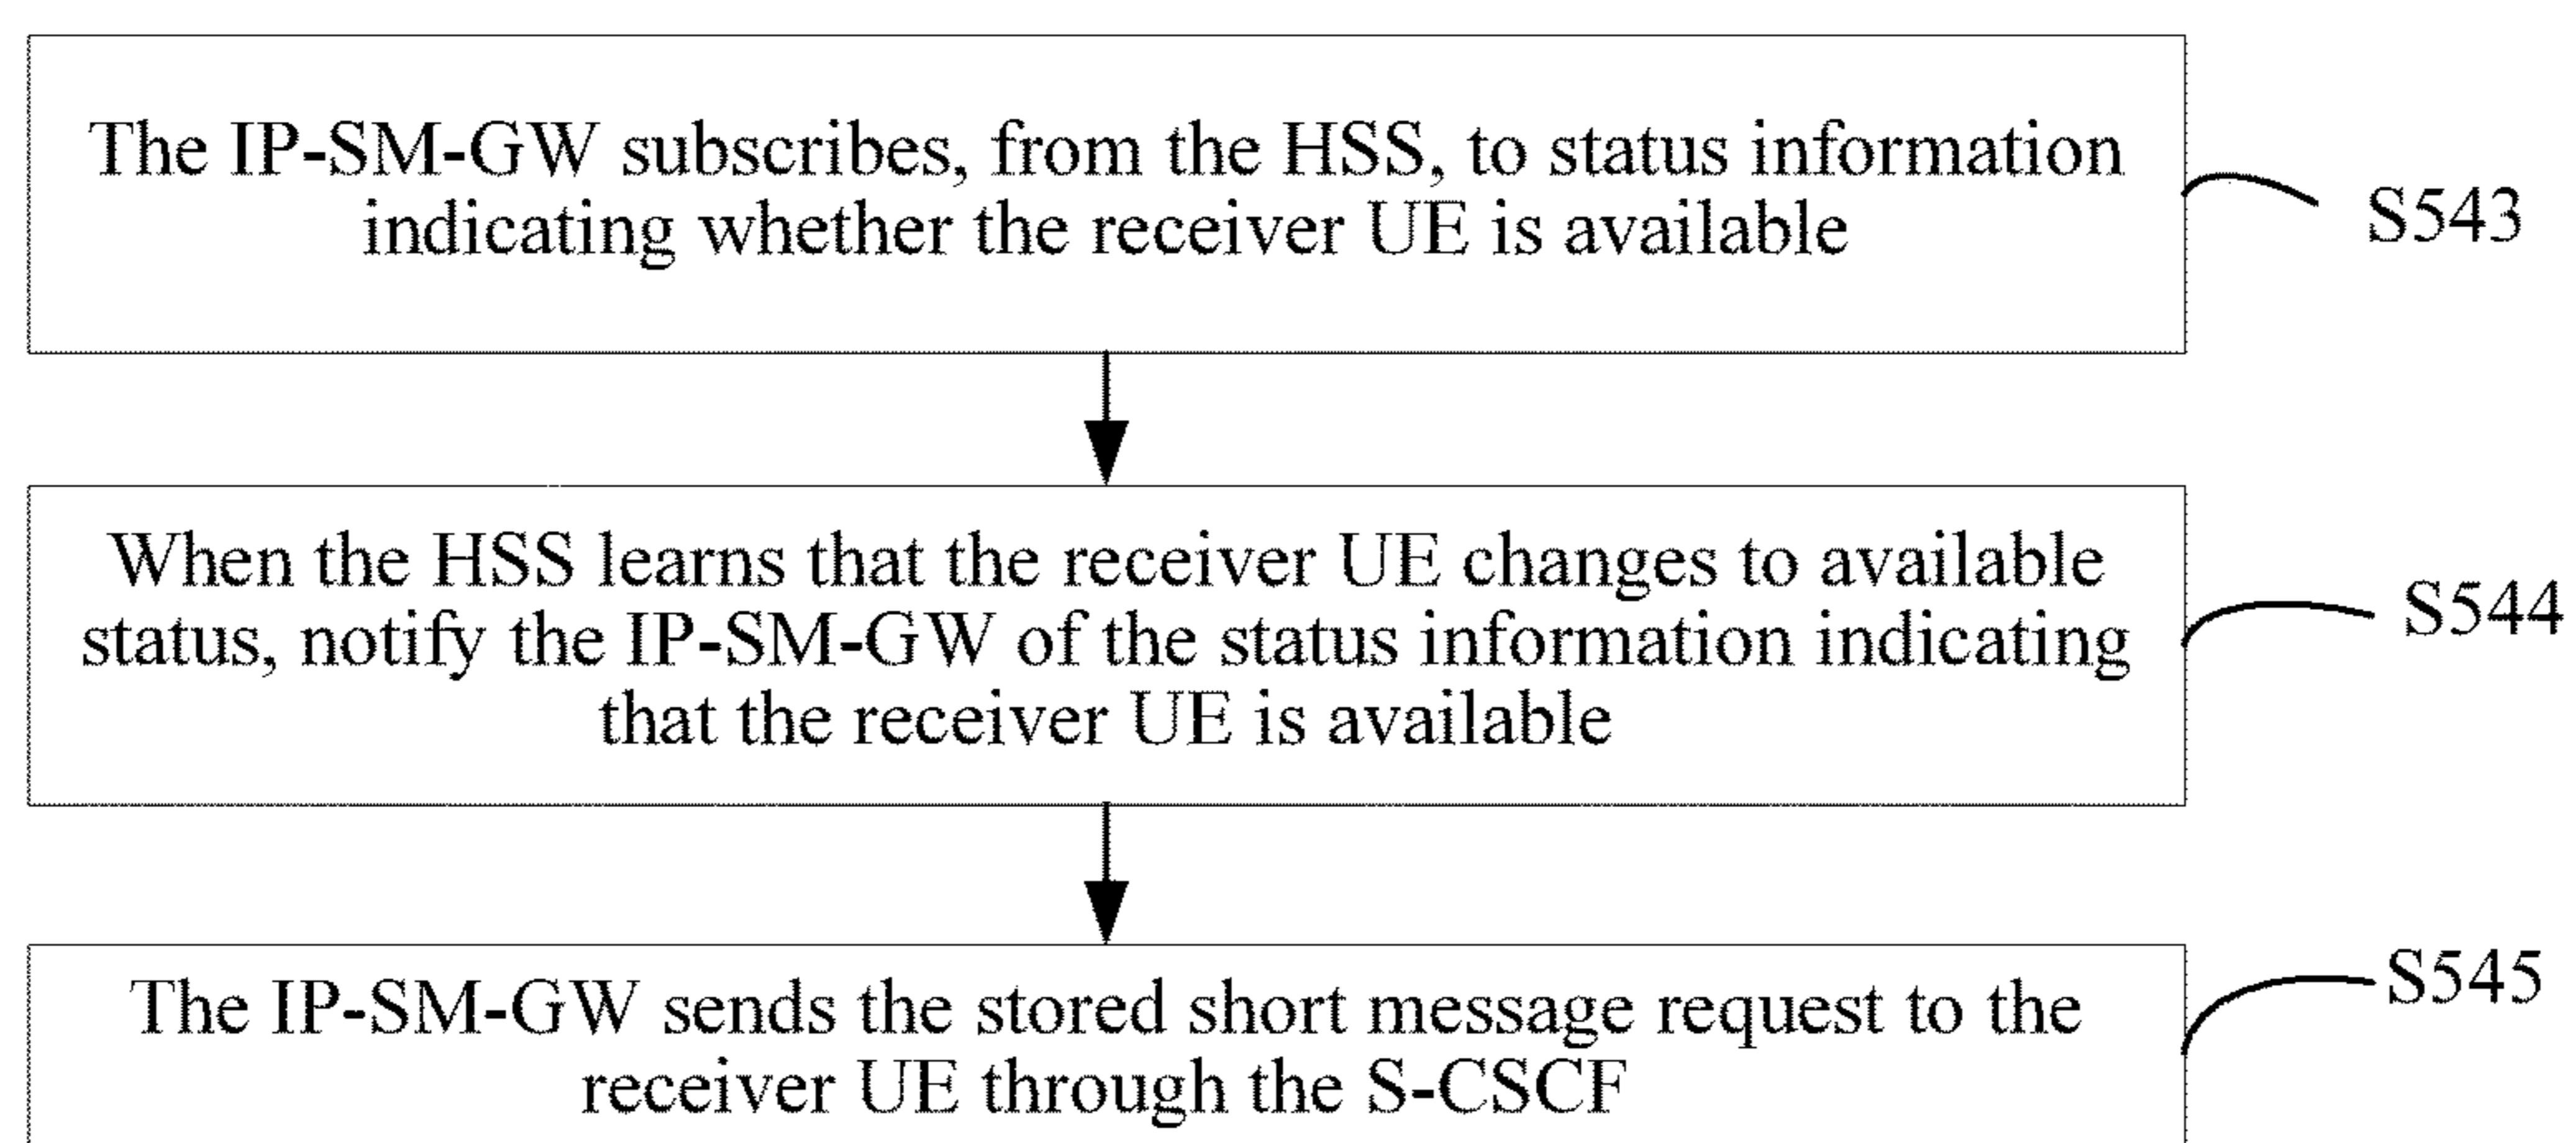 The IP-SM-GW subscribes, from the HSS, to status information
indicating whether the receiver UE is available
S543
When the HSS learns that the receiver UE changes to available
status, notify the IP-SM-GW of the status information indicating
that the receiver UE is available
S544
The IP-SM-GW sends the stored short message request to the
receiver UE through the S-CSCF
S545